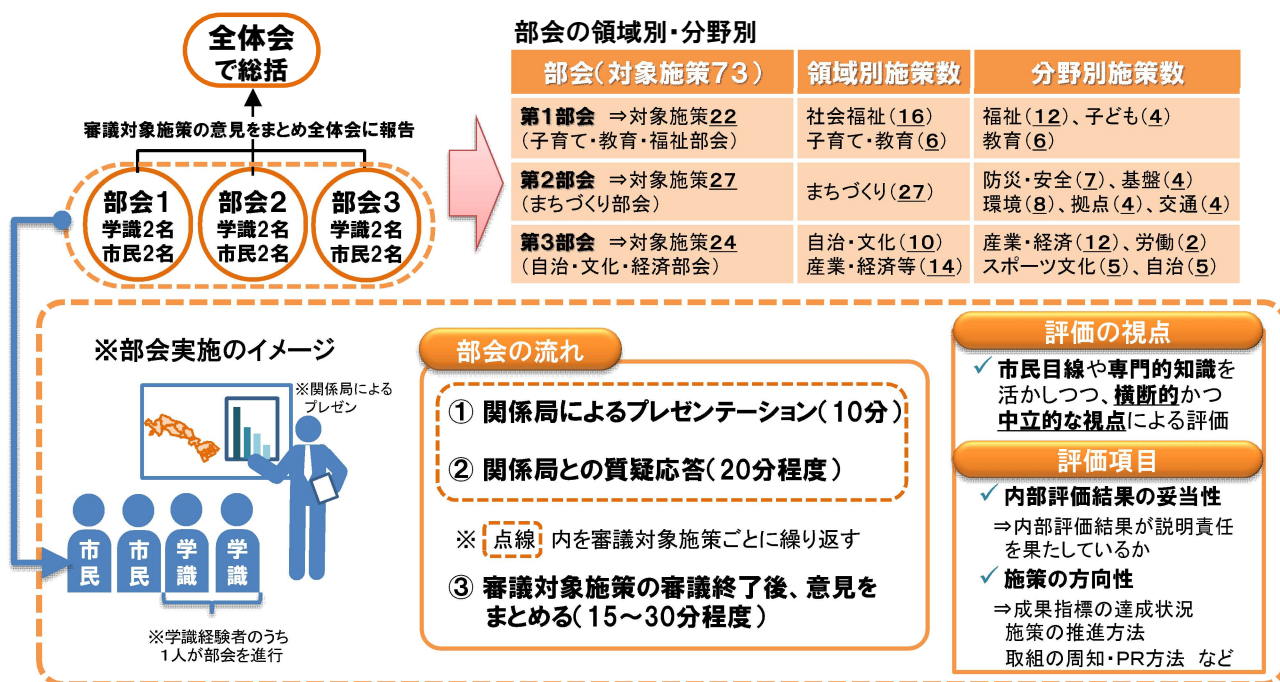 全体会
で総括
審議対象施策の意見をまとめ全体会に報告
部会1
学識2名
市民2名
部会2
学識2名
市民2名
部会3
学識2名
市民2名
部会の領域別・分野別
部会(対象施策73)
領域別施策数
分野別施策数
第1部会 ⇒対象施策22
(子育て・教育・福祉部会)
社会福祉(16)
子育て・教育(6)
福祉(12)、子ども(4)
教育(6)
第2部会 ⇒対象施策27
(まちづくり部会)
まちづくり(27)
防災・安全(7)、基盤(4)
環境(8)、拠点(4)、交通(4)
第3部会 ⇒対象施策24
(自治・文化・経済部会)
自治・文化(10)
産業・経済等(14)
産業・経済(12)、労働(2)
スポーツ文化(5)、自治(5)
※部会実施のイメージ
※関係局による
プレゼン
市民
市民
学識
学識
※学識経験者のうち
1人が部会を進行
部会の流れ
① 関係局によるプレゼンテーション(10分)
② 関係局との質疑応答(20分程度)
※ 点線 内を審議対象施策ごとに繰り返す
③ 審議対象施策の審議終了後、意見を
まとめる(15～30分程度)
評価の視点
✓ 市民目線や専門的知識を
活かしつつ、横断的かつ
中立的な視点による評価
評価項目
✓ 内部評価結果の妥当性
⇒内部評価結果が説明責任
を果たしているか
✓ 施策の方向性
⇒成果指標の達成状況
施策の推進方法
取組の周知・PR方法 など